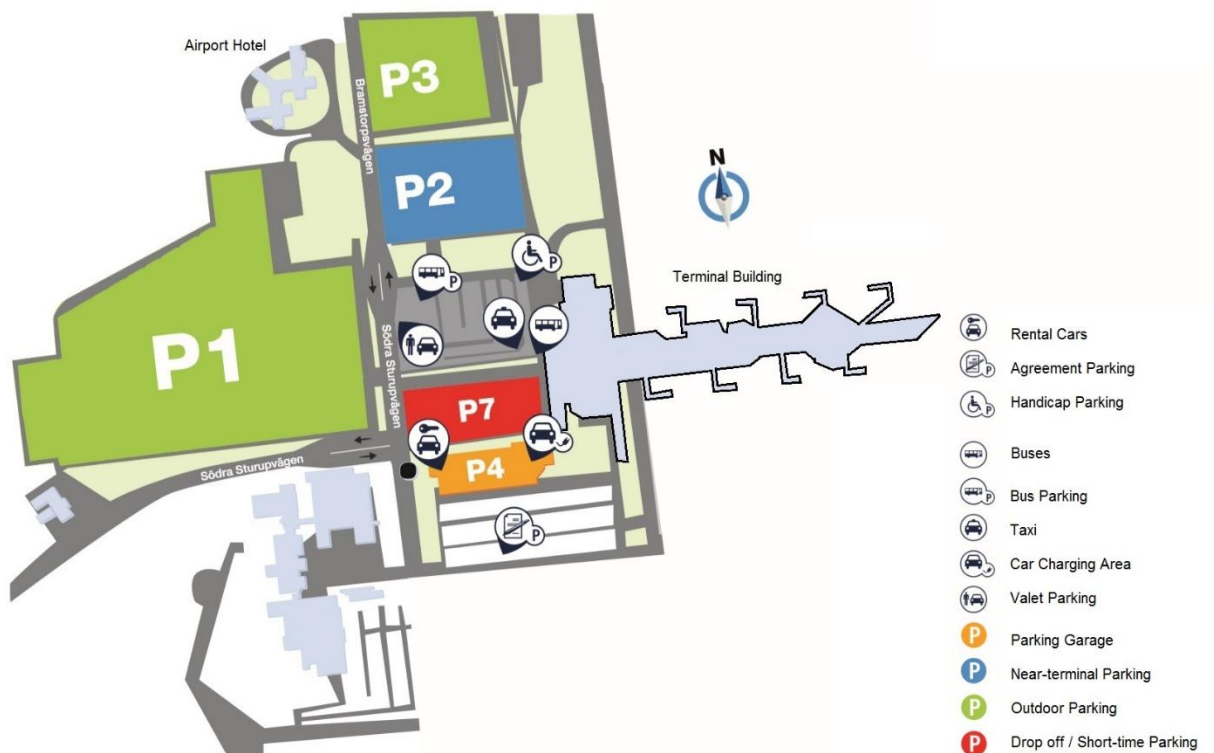 Airport Hotel
P3
Bramstorpsvägen
P2
N
P
P
Terminal Building
P1
Södra Sturupvägen
P7
P4
Södra Sturupvägen
P
Rental Cars
P
Agreement Parking
P
Handicap Parking
Buses
P
Bus Parking
Taxi
Car Charging Area
Valet Parking
P
Parking Garage
P
Near-terminal Parking
P
Outdoor Parking
P
Drop off / Short-time Parking